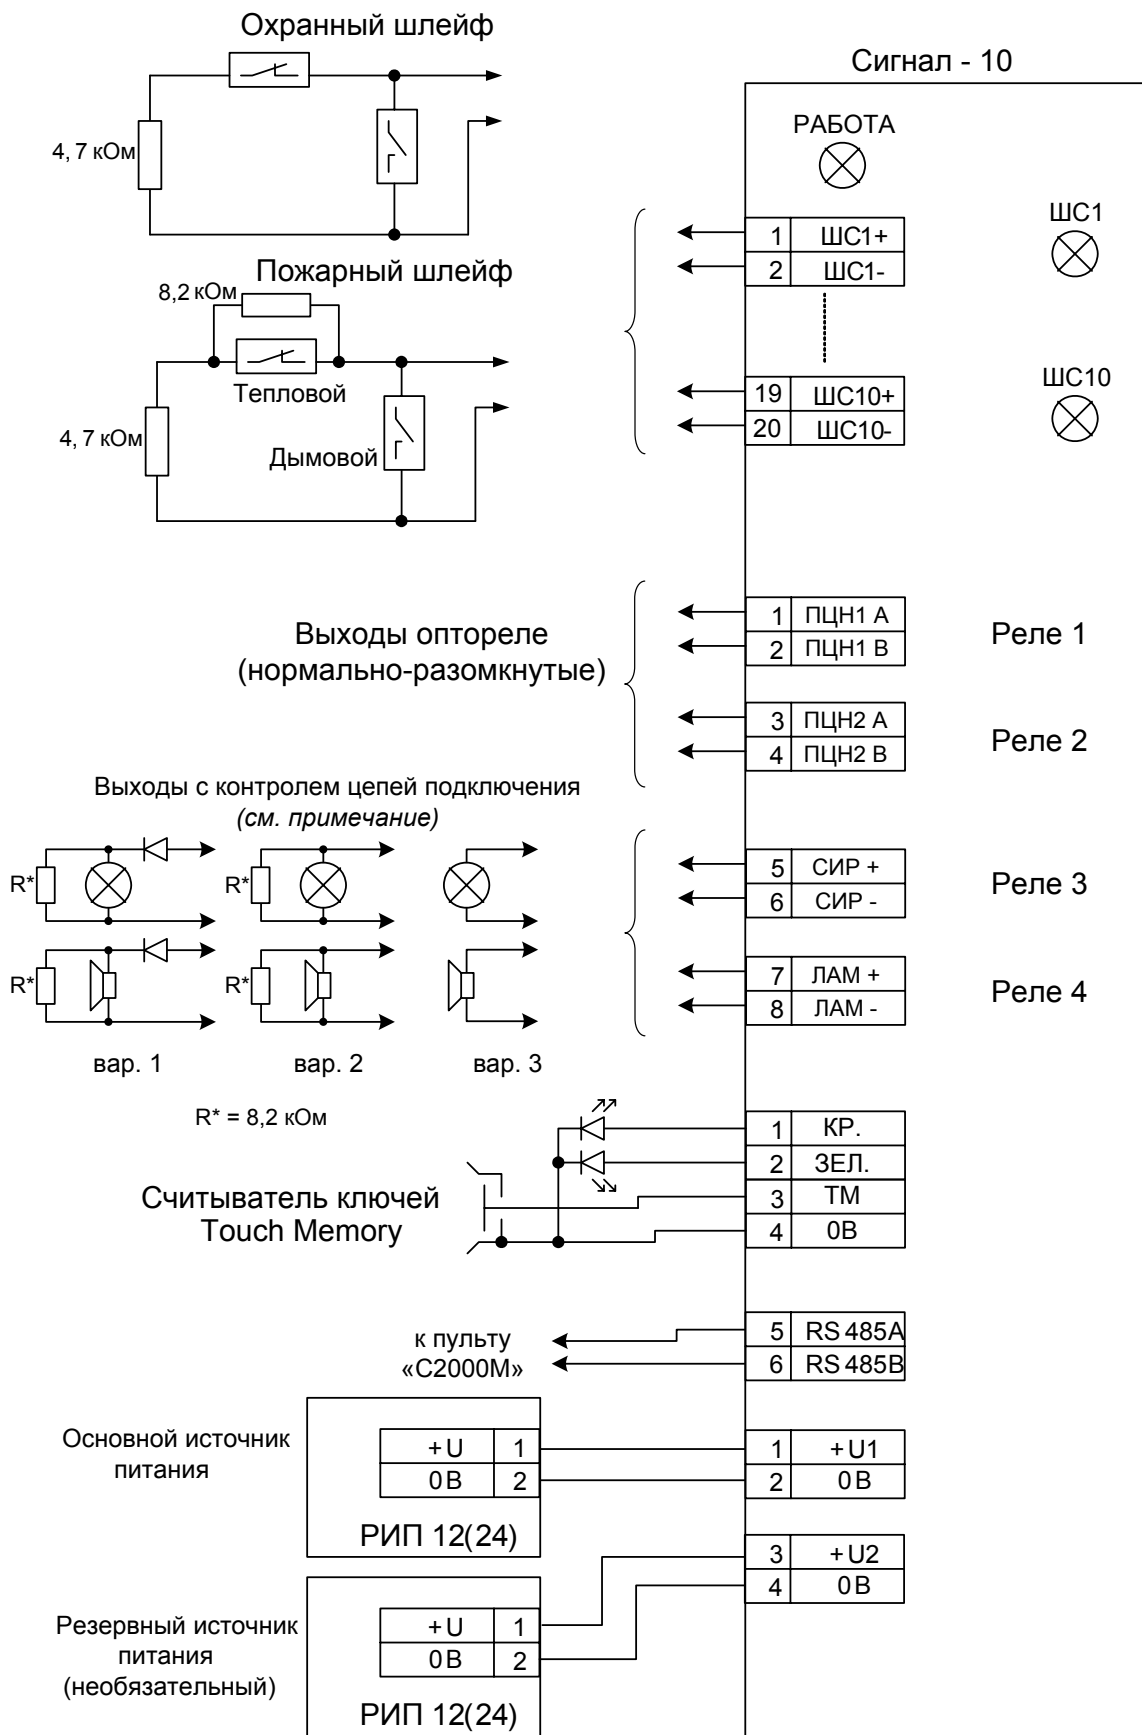 Охранный шлейф
4, 7 кОм
Пожарный шлейф
8,2 кОм
Тепловой
4, 7 кОм
Дымовой
Сигнал - 10
РАБОТА
1 ШС1+
2 ШС1-
ШС1
19 ШС10+
20 ШС10-
ШС10
Выходы опторелe
(нормально-разомкнутые)
1 ПЦН1 А
2 ПЦН1 В
Реле 1
3 ПЦН2 А
4 ПЦН2 В
Реле 2
Выходы с контролем цепей подключения
(см. примечание)
R*
R*
5 СИР +
6 СИР -
Реле 3
R*
R*
7 ЛАМ +
8 ЛАМ -
Реле 4
вар. 1
вар. 2
вар. 3
R* = 8,2 кОм
Считыватель ключей
Touch Memory
1 КР.
2 ЗЕЛ.
3 ТМ
4 0В
к пульту
«С2000М»
5 RS 485A
6 RS 485B
Основной источник
питания
+U 1
0В 2
РИП 12(24)
1 +U1
2 0В
3 +U2
4 0В
Резервный источник
питания
(необязательный)
+U 1
0В 2
РИП 12(24)